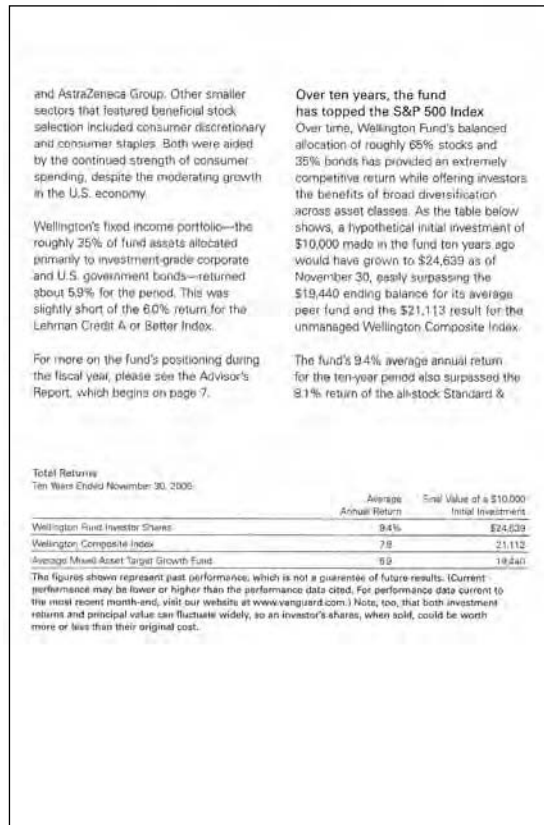 and AstraZeneca Group. Other smaller
sectors that featured beneficial stock
selection included consumer discretionary
and consumer staples. Both were aided
by the continued strength of consumer
spending, despite the moderating growth
in the U.S. economy.
Wellington's fixed income portfolio—the
roughly 35% of fund assets allocated
primarily to investment-grade corporate
and U.S. government bonds—returned
about 5.9% for the period. This was
slightly short of the 6.0% return for the
Lehman Credit A or Better Index.
For more on the fund's positioning during
the fiscal year, please see the Advisor's
Report, which begins on page 7.
Over ten years, the fund
has topped the S&P 500 Index
Over time, Wellington Fund's balanced
allocation of roughly 65% stocks and
35% bonds has provided an extremely
competitive return while offering investors
the benefits of broad diversification
across asset classes. As the table below
shows, a hypothetical initial investment of
$10,000 made in the fund ten years ago
would have grown to $24,639 as of
November 30, easily surpassing the
$19,440 ending balance for its average
peer fund and the $21,113 result for the
unmanaged Wellington Composite Index.
The fund's 9.4% average annual return
for the ten-year period also surpassed the
8.1% return of the all-stock Standard &
Total Returns
Ten Years Ended November 30,
Average Final Value of a $10,000
Annual Return Initial Investment
Wellington Fund Investor Shares 9.4% $24,639
Wellington Composite Index 7.8 21,113
Average Mixed-Asset Target Growth Fund 6.9 19,440
The figures shown represent past performance, which is not a guarantee of future results. (Current
performance may be lower or higher than the performance data cited. For performance data current to
the most recent month-end, visit our website at www.vanguard.com.) Note, too, that both investment
returns and principal value can fluctuate widely, so an investor's shares, when sold, could be worth
more or less than their original cost.